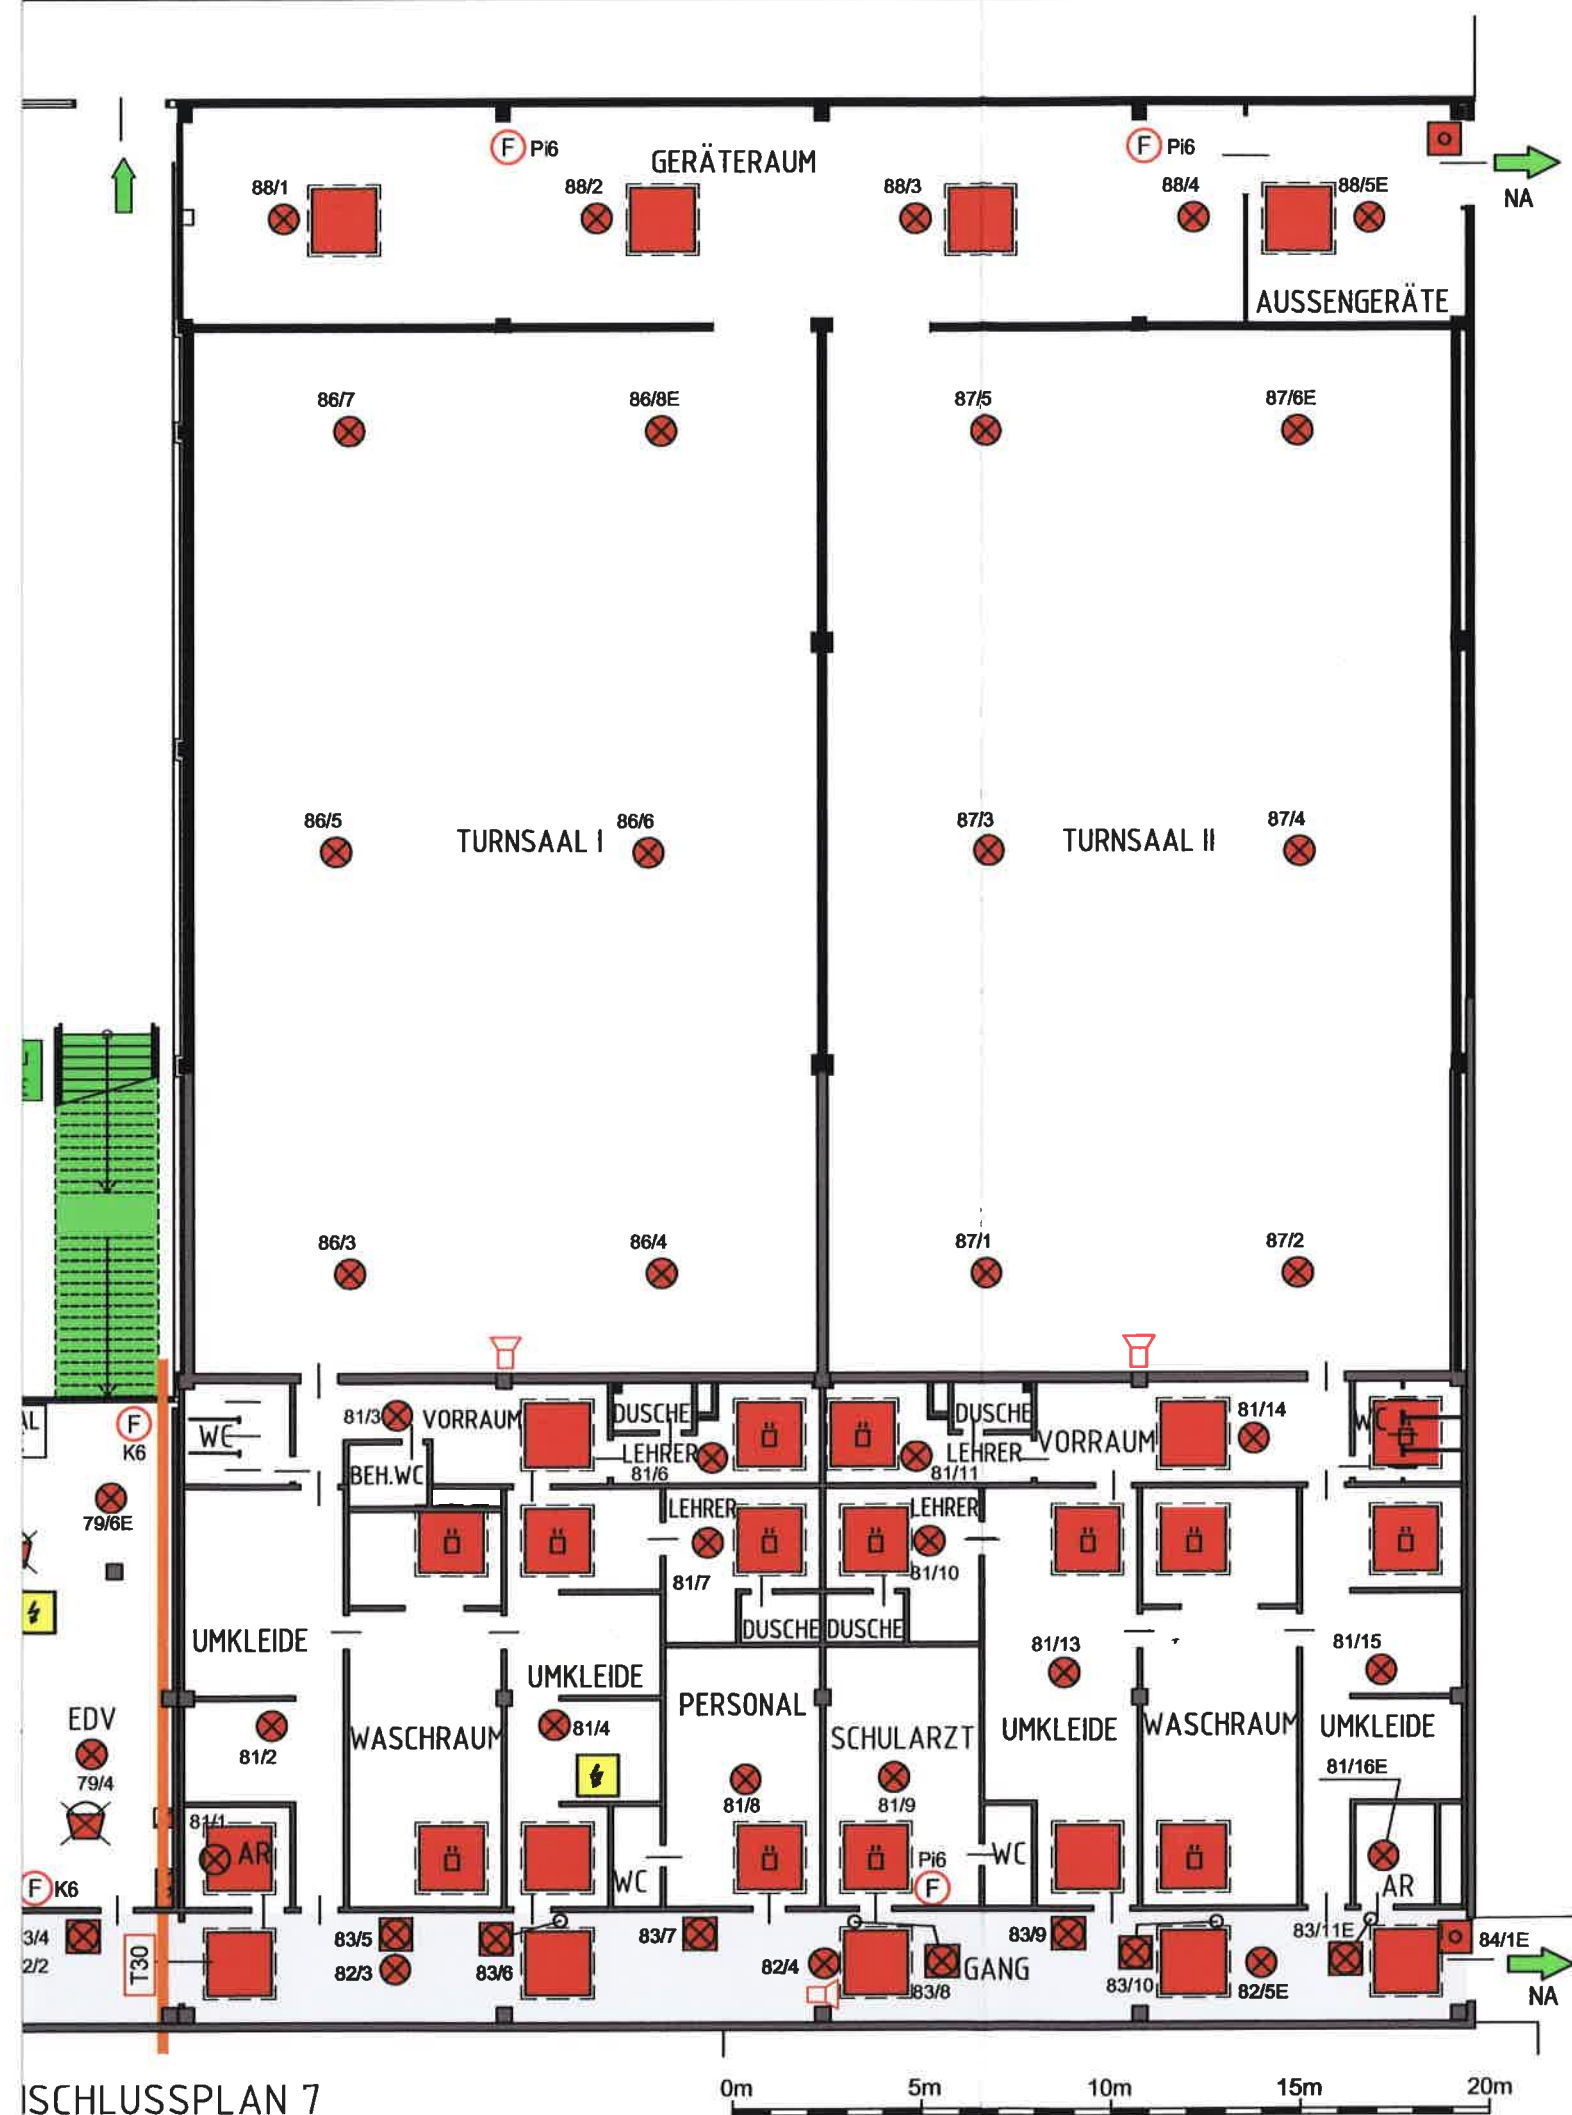 F Pi6
F Pi6
GERÄTERAUM
88/1
88/2
88/3
88/4
88/5E
NA
AUSSENGERÄTE
86/7
86/8E
87/5
87/6E
86/5
TURNSAAL I
86/6
87/3
TURNSAAL II
87/4
86/3
86/4
87/1
87/2
AL
F
K6
WC
81/3
VORRAUM
DUSCHE
LEHRER
81/6
Ü
Ü
DUSCHE
LEHRER
81/11
VORRAUM
81/14
WC
Ü
BEH.WC
79/6E
Ü
Ü
LEHRER
81/7
Ü
Ü
LEHRER
81/10
Ü
Ü
Ü
DUSCHE
DUSCHE
UMKLEIDE
UMKLEIDE
81/13
81/15
EDV
79/4
81/2
WASCHRAUM
81/4
PERSONAL
SCHULARZT
UMKLEIDE
WASCHRAUM
UMKLEIDE
81/16E
81/8
81/9
81/1
AR
Ü
WC
Ü
Ü
Pi6
F
WC
Ü
AR
F K6
3/4
2/2
T30
83/5
82/3
83/6
83/7
82/4
83/8
GANG
83/9
83/10
82/5E
83/11E
84/1E
NA
ISCHLUSSPLAN 7
0m 5m 10m 15m 20m